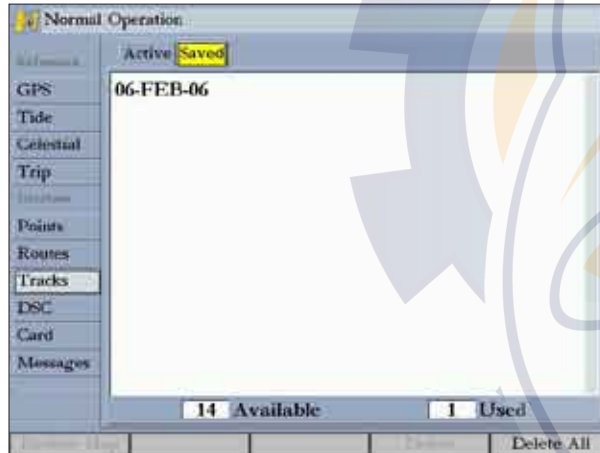 Normal Operation
Active Saved
GPS
Tide
Celestial
Trip
Points
Routes
Tracks
DSC
Card
Messages
06-FEB-06
14 Available 1 Used
Delete All